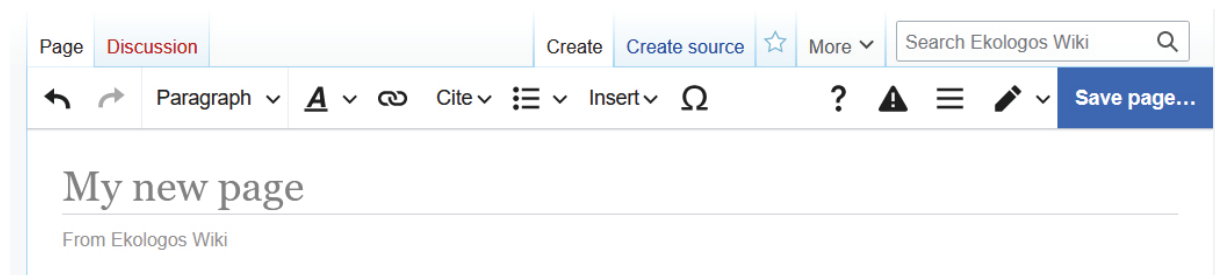 Page Discussion Create Create source More Search Ekologos Wiki
Paragraph A Cite Insert Ω ? Save page...
My new page
From Ekologos Wiki